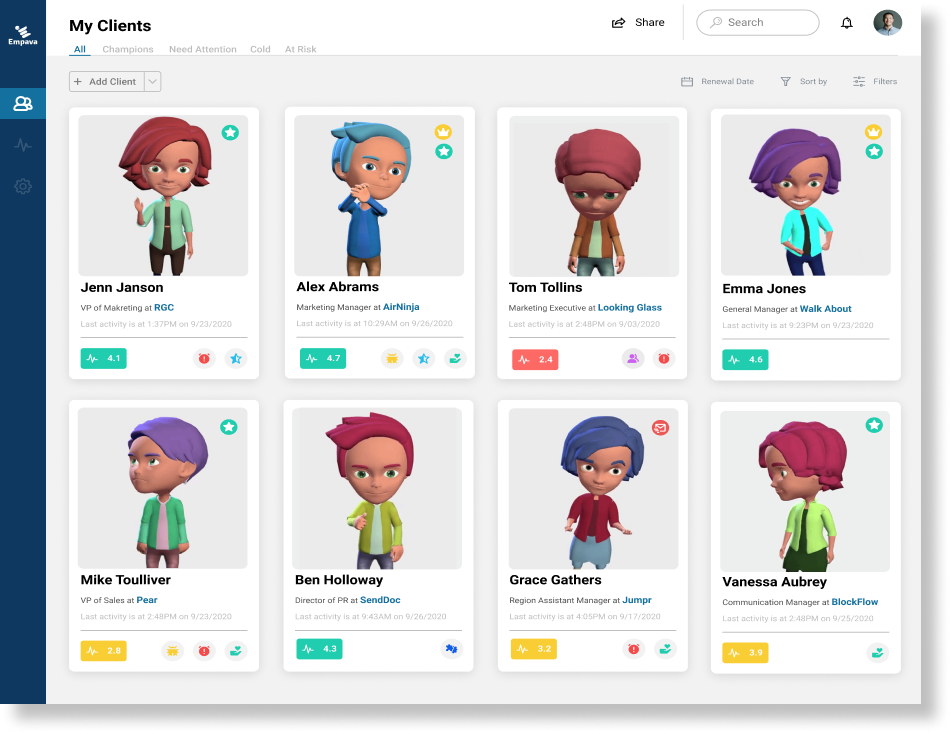 Empava
My Clients
Share
Search
All Champions Need Attention Cold At Risk
+ Add Client
Renewal Date Sort by Filters
Jenn Janson
VP of Makreting at RGC
Last activity is at 1:37PM on 9/23/2020
4.1
Alex Abrams
Marketing Manager at AirNinja
Last activity is at 10:29AM on 9/26/2020
4.7
Tom Tollins
Marketing Executive at Looking Glass
Last activity is at 2:48PM on 9/03/2020
2.4
Emma Jones
General Manager at Walk About
Last activity is at 9:23PM on 9/23/2020
4.6
Mike Toulliver
VP of Sales at Pear
Last activity is at 2:48PM on 9/23/2020
2.8
Ben Holloway
Director of PR at SendDoc
Last activity is at 9:43AM on 9/26/2020
4.3
Grace Gathers
Region Assistant Manager at Jumpr
Last activity is at 4:05PM on 9/17/2020
3.2
Vanessa Aubrey
Communication Manager at BlockFlow
Last activity is at 2:48PM on 9/25/2020
3.9